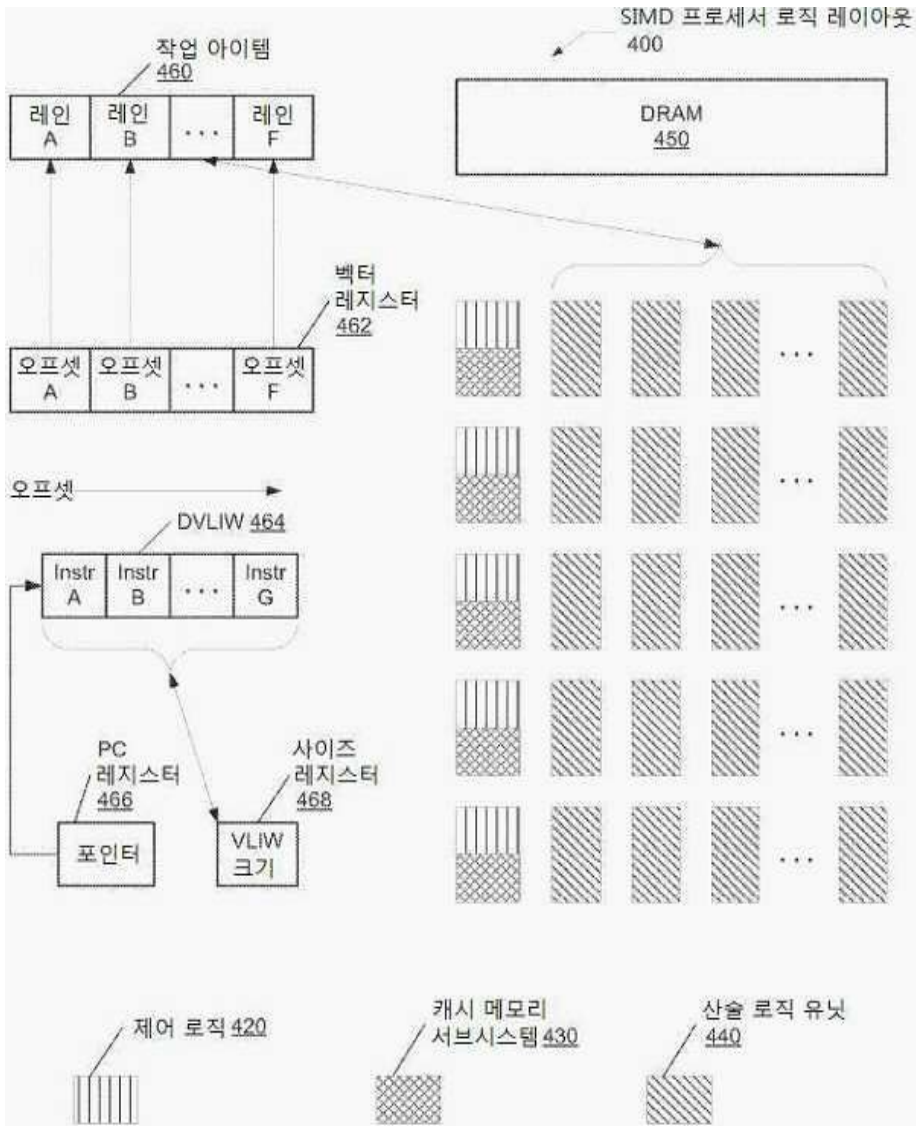 SIMD 프로세서 로직 레이아웃
400
작업 아이템
460
레인
A
레인
B
...
레인
F
DRAM
450
벡터
레지스터
462
오프셋
A
오프셋
B
...
오프셋
F
...
...
...
...
...
오프셋
DVLIW 464
Instr
A
Instr
B
...
Instr
G
PC
레지스터
466
포인터
사이즈
레지스터
468
VLIW
크기
제어 로직 420
캐시 메모리
서브시스템 430
산술 로직 유닛
440